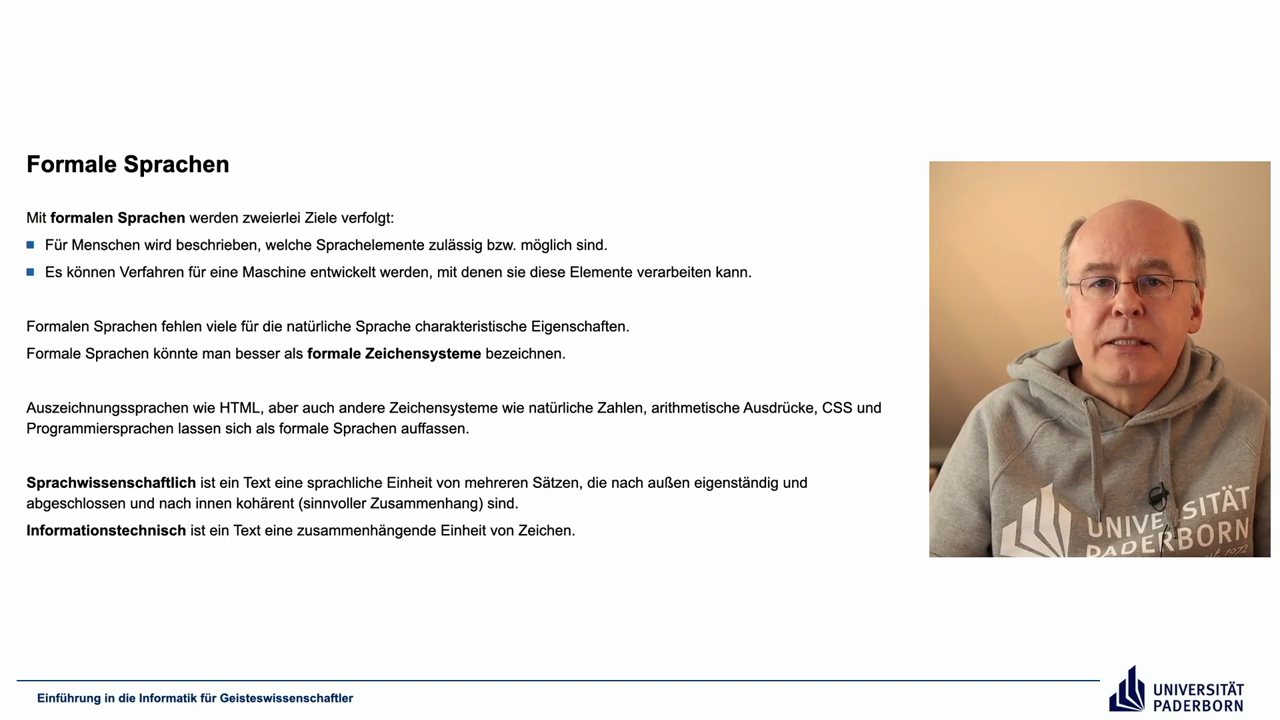 Formale Sprachen
Mit formalen Sprachen werden zweierlei Ziele verfolgt:
Für Menschen wird beschrieben, welche Sprachelemente zulässig bzw. möglich sind.
Es können Verfahren für eine Maschine entwickelt werden, mit denen sie diese Elemente verarbeiten kann.
Formalen Sprachen fehlen viele für die natürliche Sprache charakteristische Eigenschaften.
Formale Sprachen könnte man besser als formale Zeichensysteme bezeichnen.
Auszeichnungssprachen wie HTML, aber auch andere Zeichensysteme wie natürliche Zahlen, arithmetische Ausdrücke, CSS und
Programmiersprachen lassen sich als formale Sprachen auffassen.
Sprachwissenschaftlich ist ein Text eine sprachliche Einheit von mehreren Sätzen, die nach außen eigenständig und
abgeschlossen und nach innen kohärent (sinnvoller Zusammenhang) sind.
Informationstechnisch ist ein Text eine zusammenhängende Einheit von Zeichen.
UNIVERSITÄT
PADERBORN
1972
Einführung in die Informatik für Geisteswissenschaftler
UNIVERSITÄT
PADERBORN